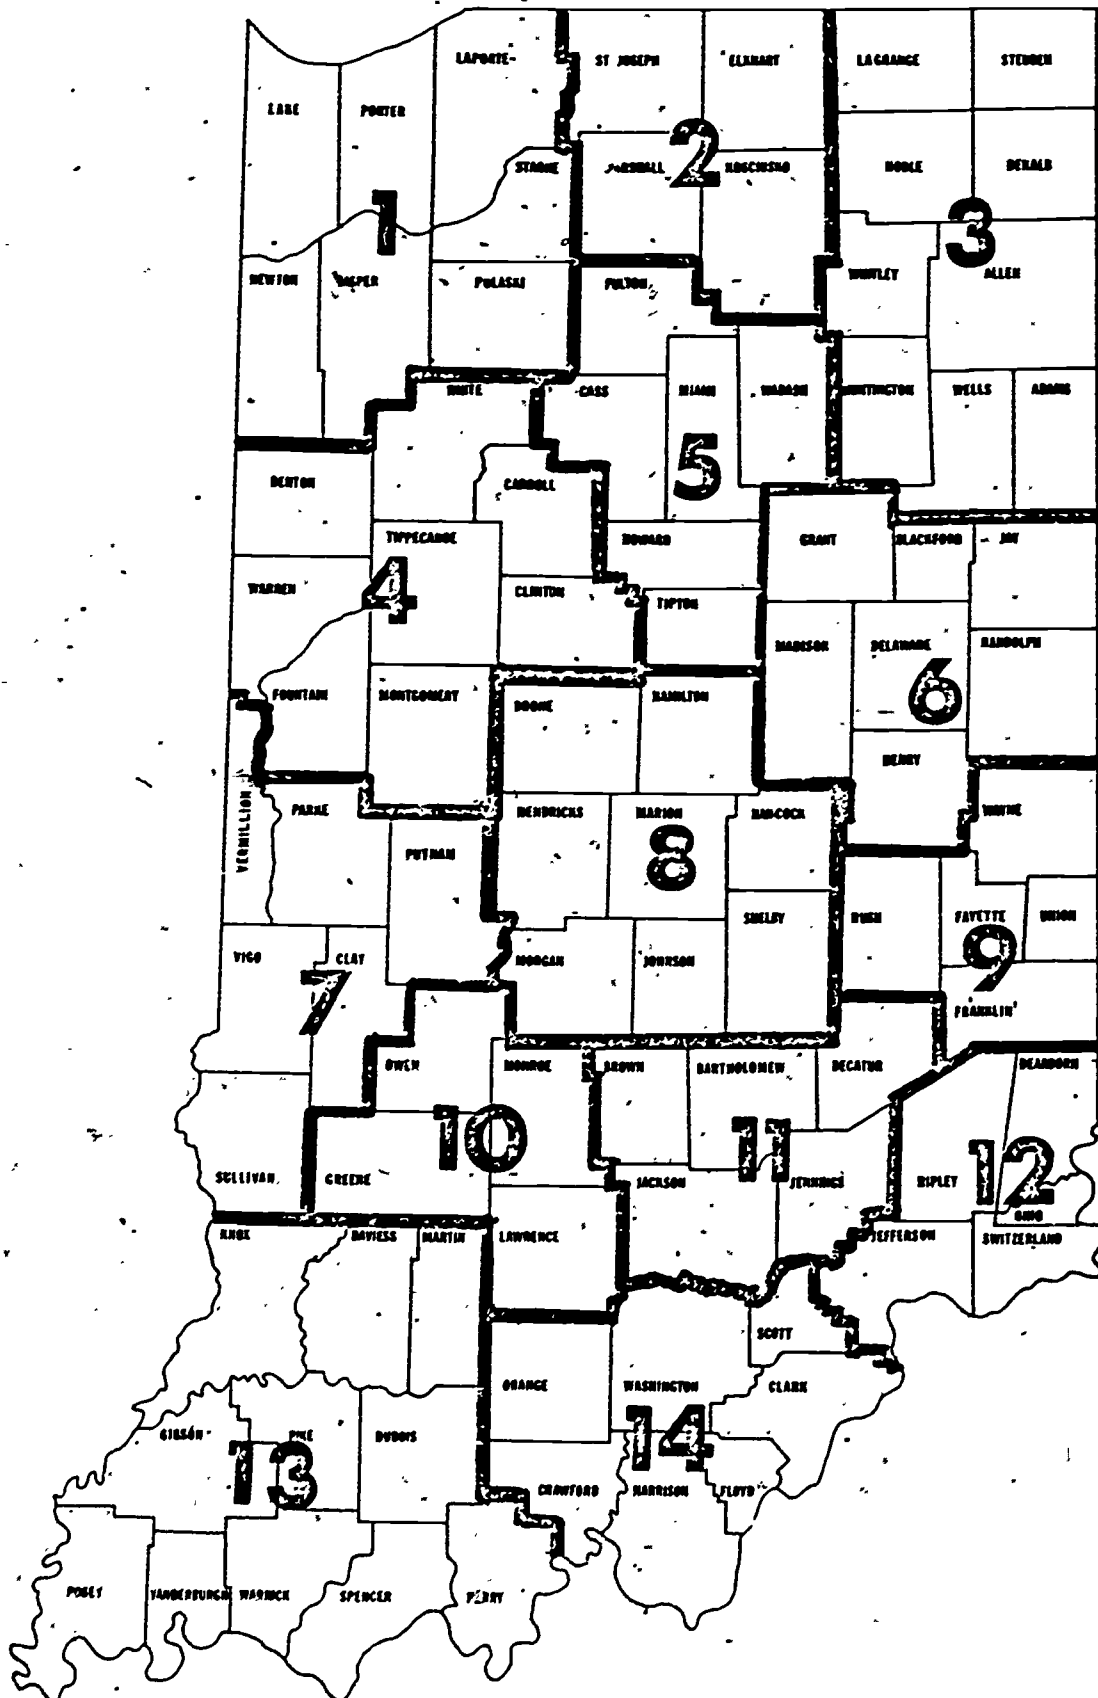 LAPORTE
ST JOSEPH
ELKHART
LAGRANGE
STEUBEN
LAKE
PORTER
2
STARKE
MARSHALL
KOSCIUSKO
NOBLE
DEKALB
1
3
NEWTON
JASPER
PULASKI
FULTON
WHITLEY
ALLEN
WHITE
CASS
MIAMI
WABASH
HUNTINGTON
WELLS
ADAMS
5
BENTON
CARROLL
TIPPECANOE
HOWARD
GRANT
BLACKFORD
JAY
4
WARREN
CLINTON
TIPTON
MADISON
DELAWARE
RANDOLPH
6
FOUNTAIN
MONTGOMERY
BOONE
HAMILTON
HENRY
VERMILLION
PARKE
HENDRICKS
MARION
HANCOCK
WAYNE
PUTNAM
8
SHELBY
RUSH
FAYETTE
UNION
VIGO
CLAY
MORGAN
JOHNSON
9
7
FRANKLIN
OWEN
MONROE
BROWN
BARTHOLOMEW
DECATUR
DEARBORN
10
11
12
SULLIVAN
GREENE
JACKSON
JENNINGS
RIPLEY
OHIO
KNOX
DAVIESS
MARTIN
LAWRENCE
JEFFERSON
SWITZERLAND
SCOTT
ORANGE
WASHINGTON
CLARK
GIBSON
PIKE
DUBOIS
14
13
CRAWFORD
HARRISON
FLOYD
POSEY
VANDERBURGH
WARRICK
SPENCER
PERRY